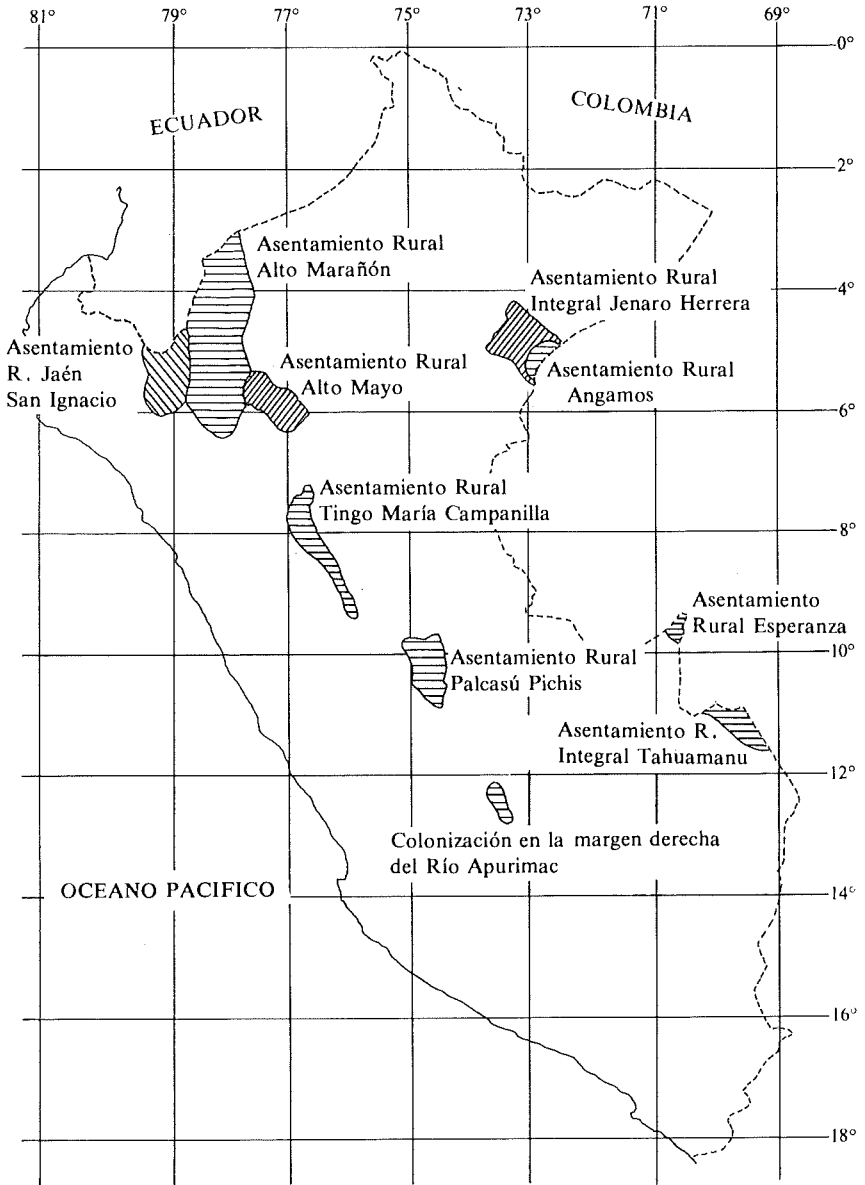 81°
79°
77°
75°
73°
71°
69°
0°
ECUADOR
COLOMBIA
2°
Asentamiento Rural
Alto Marañón
Asentamiento Rural
Integral Jenaro Herrera
4°
Asentamiento
R. Jaén
San Ignacio
Asentamiento Rural
Alto Mayo
Asentamiento Rural
Angamos
6°
Asentamiento Rural
Tingo María Campanilla
8°
Asentamiento
Rural Esperanza
10°
Asentamiento Rural
Palcasú Pichis
Asentamiento R.
Integral Tahuamanu
12°
Colonización en la margen derecha
del Río Apurimac
OCEANO PACIFICO
14°
16°
18°